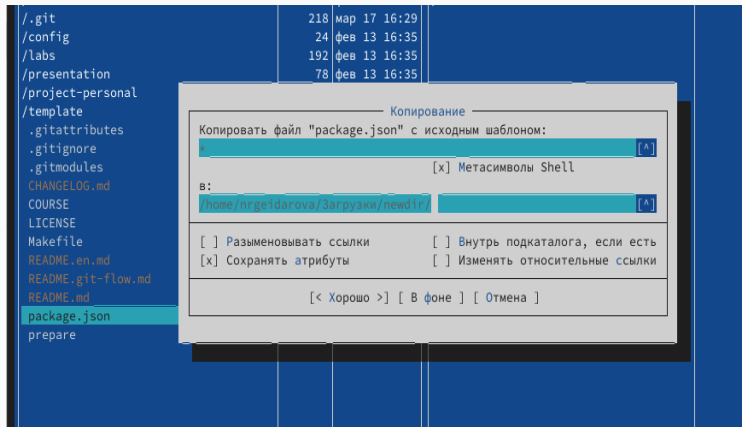 /.git 218 мар 17 16:29
/config 24 фев 13 16:35
/labs 192 фев 13 16:35
/presentation 78 фев 13 16:35
/project-personal
/template
Копирование
.gitattributes
Копировать файл "package.json" с исходным шаблоном:
.gitignore
* [^]
.gitmodules
[x] Метасимволы Shell
CHANGELOG.md
в:
COURSE
/home/nrgeidarova/Загрузки/newdir/ [^]
LICENSE
Makefile
[ ] Разыменовывать ссылки [ ] Внутрь подкаталога, если есть
README.en.md
[x] Сохранять атрибуты [ ] Изменять относительные ссылки
README.git-flow.md
README.md
[< Хорошо >] [ В фоне ] [ Отмена ]
package.json
prepare